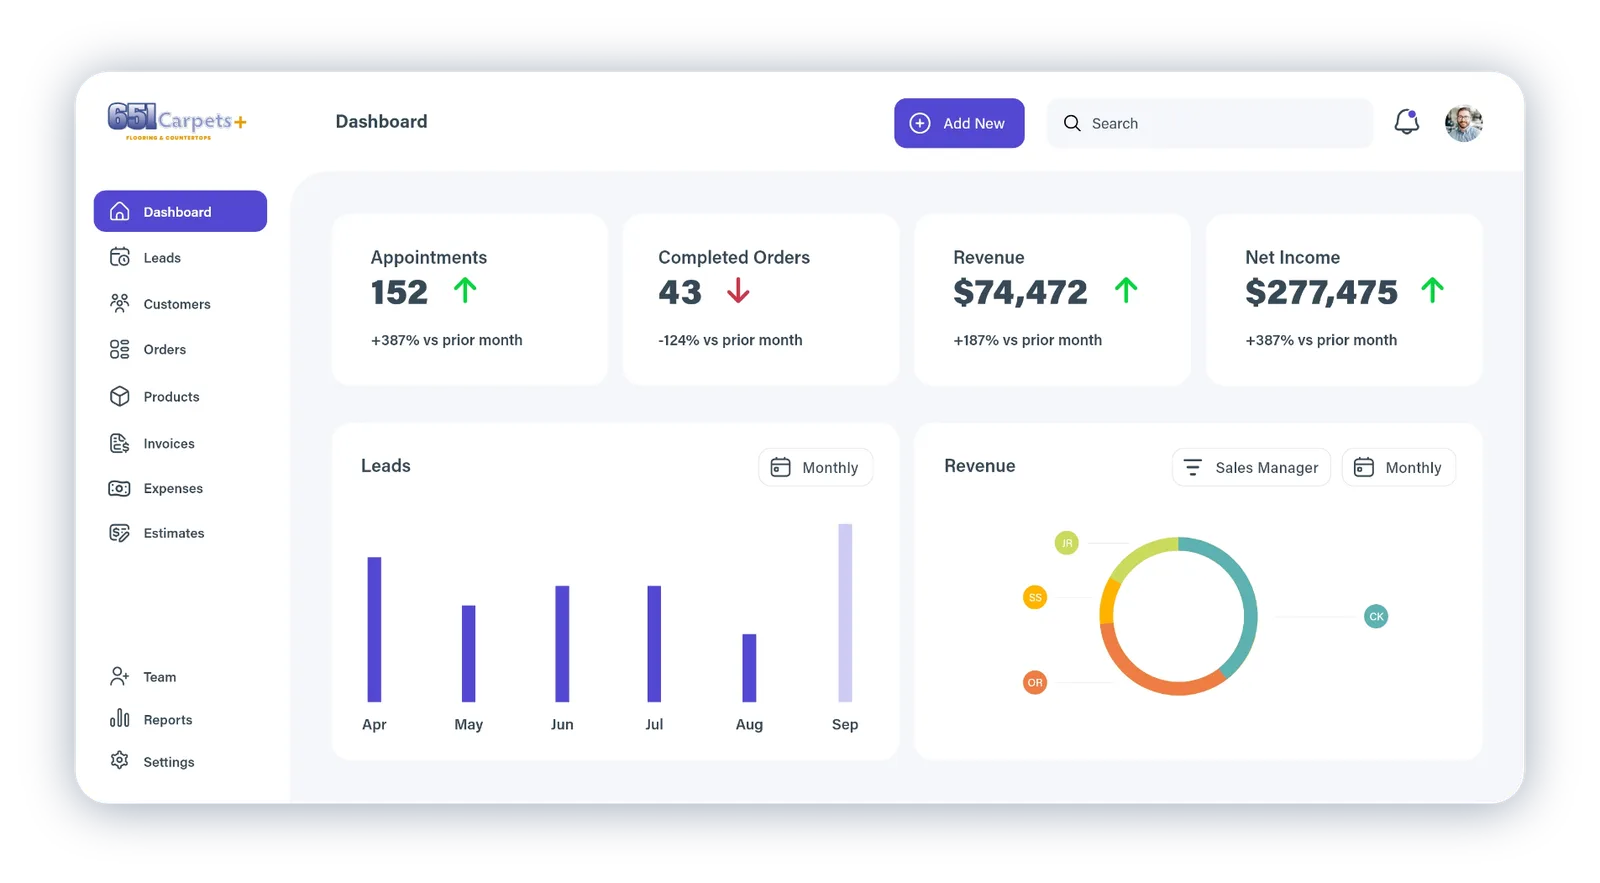 651 Carpets+
FLOORING & COUNTERTOPS
Dashboard
Add New
Search
Dashboard
Leads
Customers
Orders
Products
Invoices
Expenses
Estimates
Team
Reports
Settings
Appointments
152
+387% vs prior month
Completed Orders
43
-124% vs prior month
Revenue
$74,472
+187% vs prior month
Net Income
$277,475
+387% vs prior month
Leads
Monthly
Apr May Jun Jul Aug Sep
Revenue
Sales Manager
Monthly
JR
SS
CK
OR